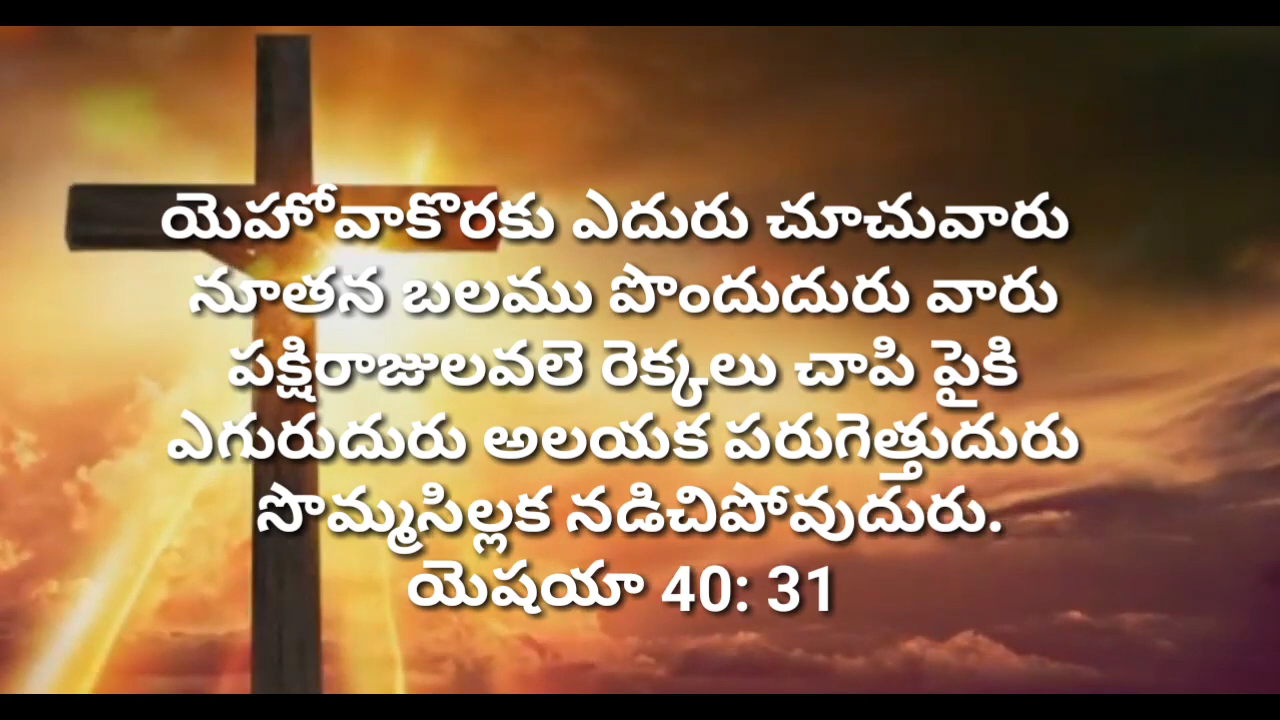 యెహోవాకొరకు ఎదురు చూచువారు
నూతన బలము పొందుదురు వారు
పక్షిరాజులవలె రెక్కలు చాపి పైకి
ఎగురుదురు అలయక పరుగెత్తుదురు
సొమ్మసిల్లక నడిచిపోవుదురు.
యెషయా 40: 31